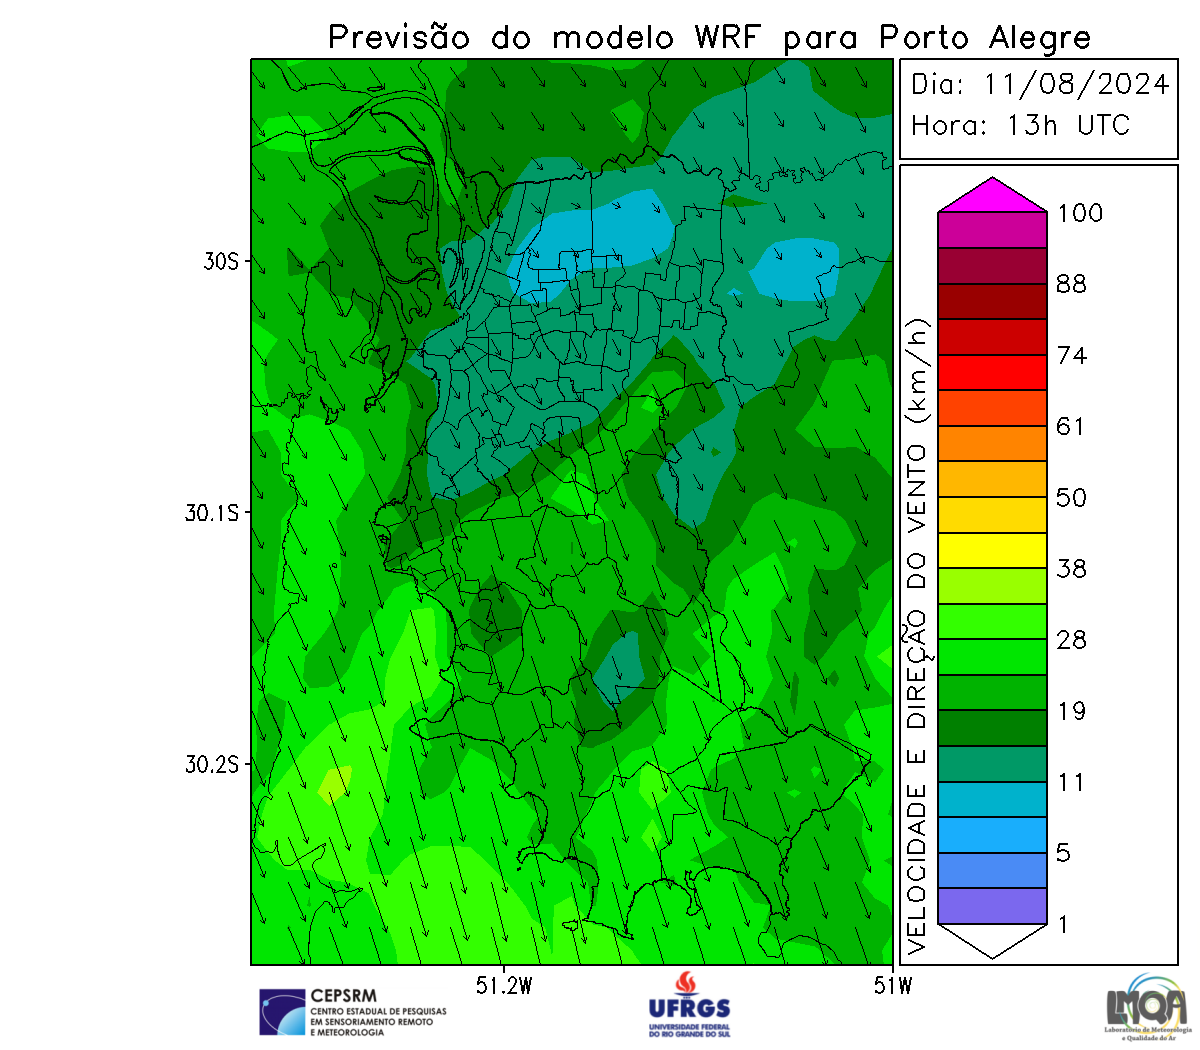 Previsão do modelo WRF para Porto Alegre
Dia: 11/08/2024
Hora: 13h UTC
30S
30.1S
30.2S
51.2W
51W
VELOCIDADE E DIREÇÃO DO VENTO (km/h)
100
88
74
61
50
38
28
19
11
5
1
CEPSRM
CENTRO ESTADUAL DE PESQUISAS
EM SENSORIAMENTO REMOTO
E METEOROLOGIA
UFRGS
UNIVERSIDADE FEDERAL
DO RIO GRANDE DO SUL
LMQA
Laboratório de Meteorologia
e Qualidade do Ar